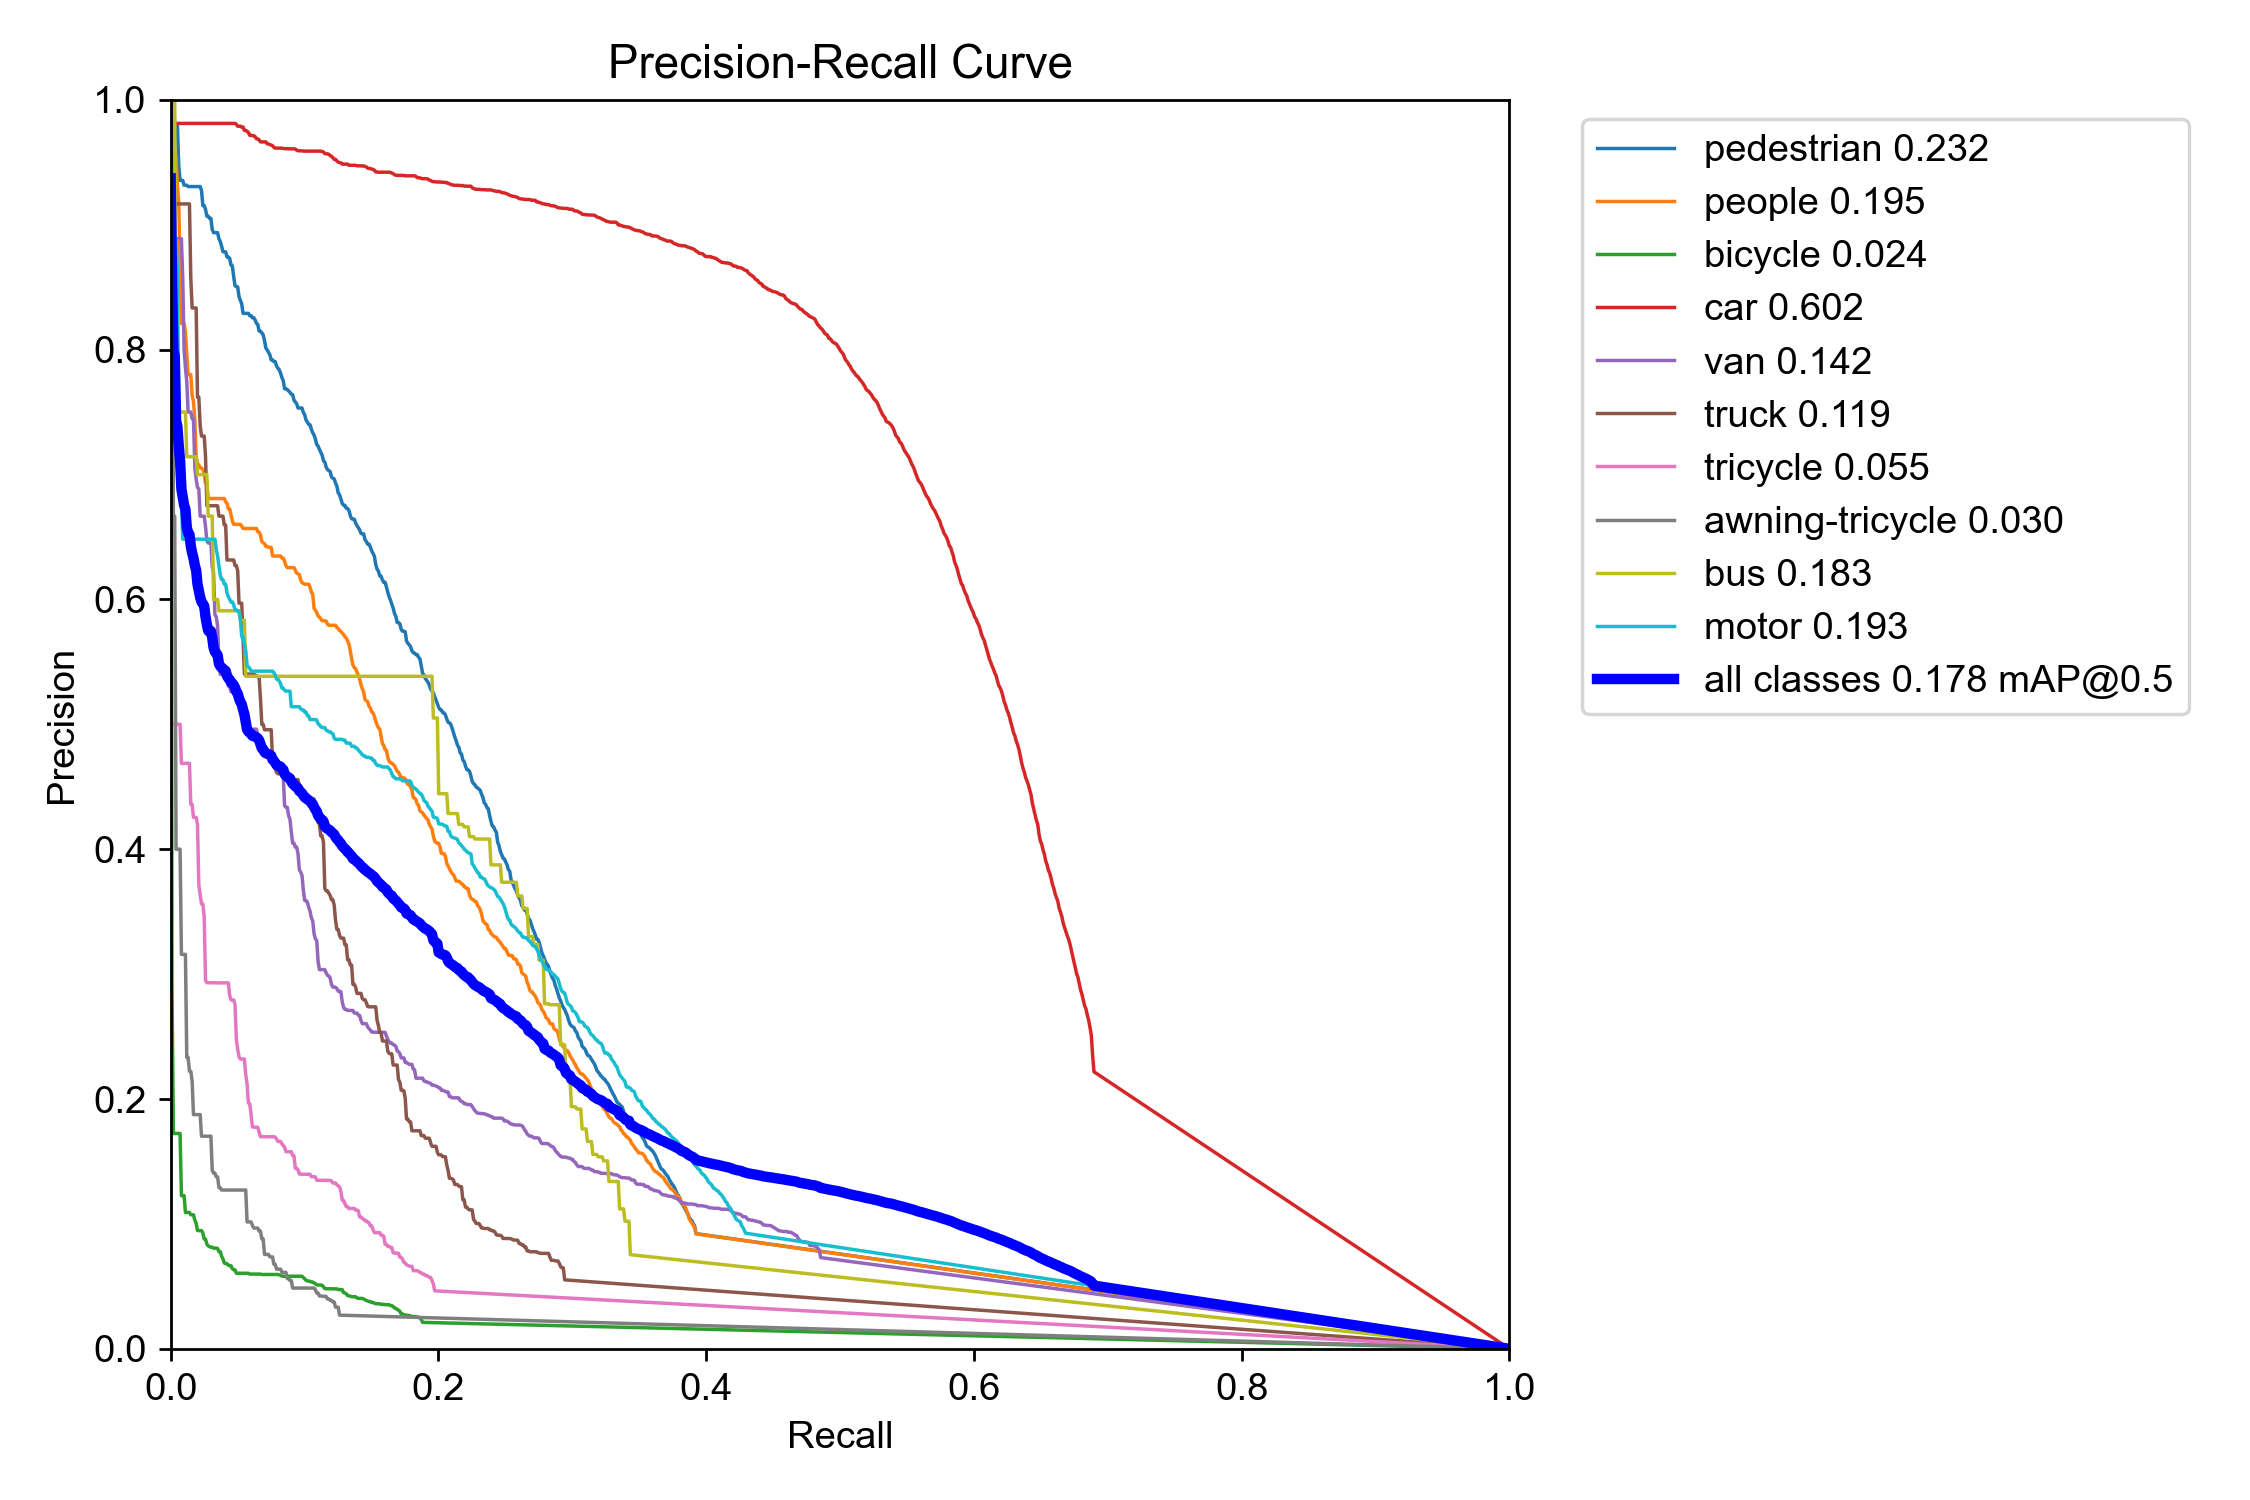 Precision-Recall Curve
1.0
0.8
0.6
0.4
0.2
0.0
Precision
0.0 0.2 0.4 0.6 0.8 1.0
Recall
pedestrian 0.232
people 0.195
bicycle 0.024
car 0.602
van 0.142
truck 0.119
tricycle 0.055
awning-tricycle 0.030
bus 0.183
motor 0.193
all classes 0.178 mAP@0.5